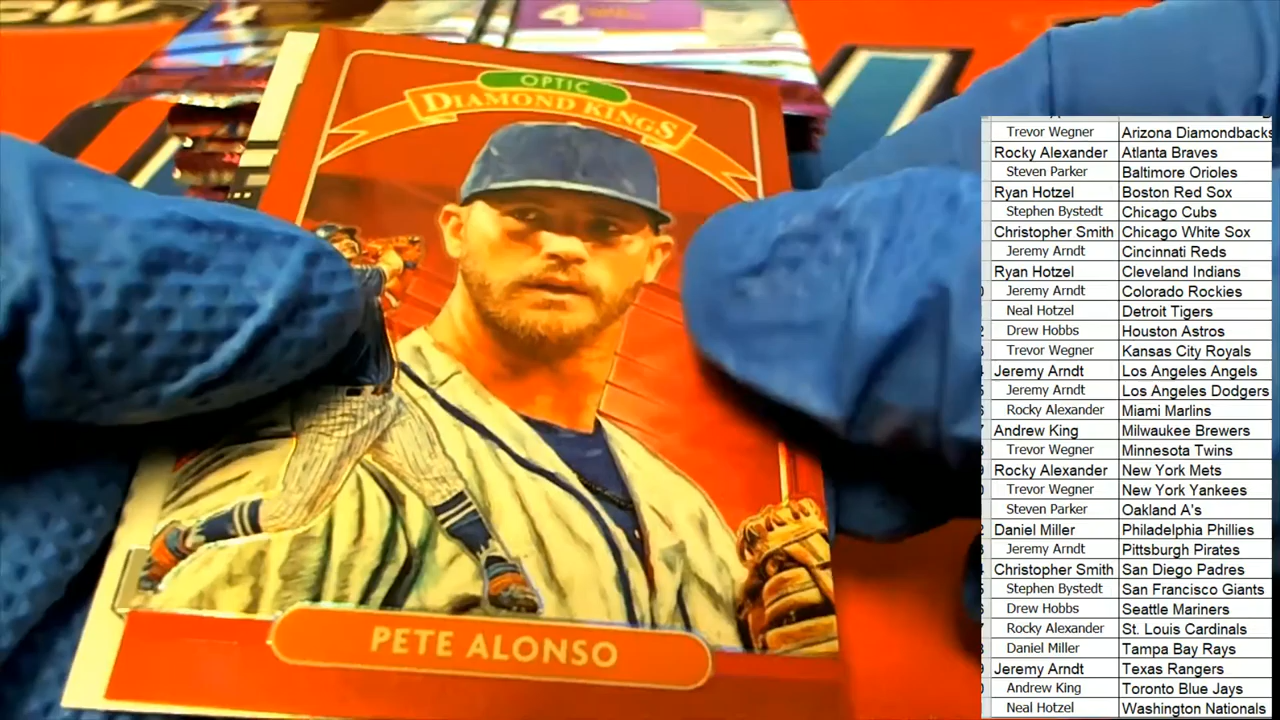 4
OPTIC
DIAMOND KINGS
PETE ALONSO
Trevor Wegner Arizona Diamondbacks
Rocky Alexander Atlanta Braves
Steven Parker Baltimore Orioles
Ryan Hotzel Boston Red Sox
Stephen Bystedt Chicago Cubs
Christopher Smith Chicago White Sox
Jeremy Arndt Cincinnati Reds
Ryan Hotzel Cleveland Indians
Jeremy Arndt Colorado Rockies
Neal Hotzel Detroit Tigers
Drew Hobbs Houston Astros
Trevor Wegner Kansas City Royals
Jeremy Arndt Los Angeles Angels
Jeremy Arndt Los Angeles Dodgers
Rocky Alexander Miami Marlins
Andrew King Milwaukee Brewers
Trevor Wegner Minnesota Twins
Rocky Alexander New York Mets
Trevor Wegner New York Yankees
Steven Parker Oakland A's
Daniel Miller Philadelphia Phillies
Jeremy Arndt Pittsburgh Pirates
Christopher Smith San Diego Padres
Stephen Bystedt San Francisco Giants
Drew Hobbs Seattle Mariners
Rocky Alexander St. Louis Cardinals
Daniel Miller Tampa Bay Rays
Jeremy Arndt Texas Rangers
Andrew King Toronto Blue Jays
Neal Hotzel Washington Nationals